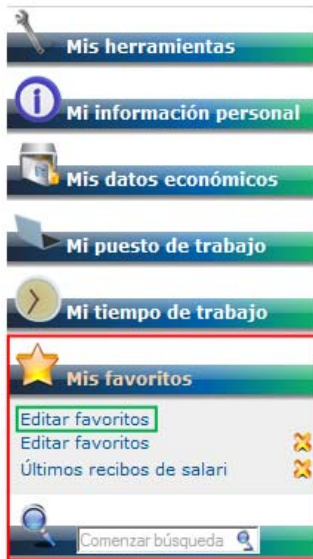 Mis herramientas
Mi información personal
Mis datos económicos
Mi puesto de trabajo
Mi tiempo de trabajo
Mis favoritos
Editar favoritos
Editar favoritos
Últimos recibos de salari
Comenzar búsqueda